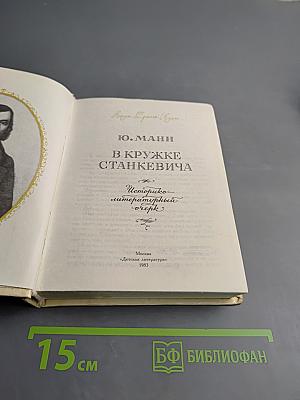 Ю. МАНН
В КРУЖКЕ
СТАНКЕВИЧА
Историко-
литературный
очерк
Москва
«Детская литература»
1983
15 см
БФ БИБЛИОФАН